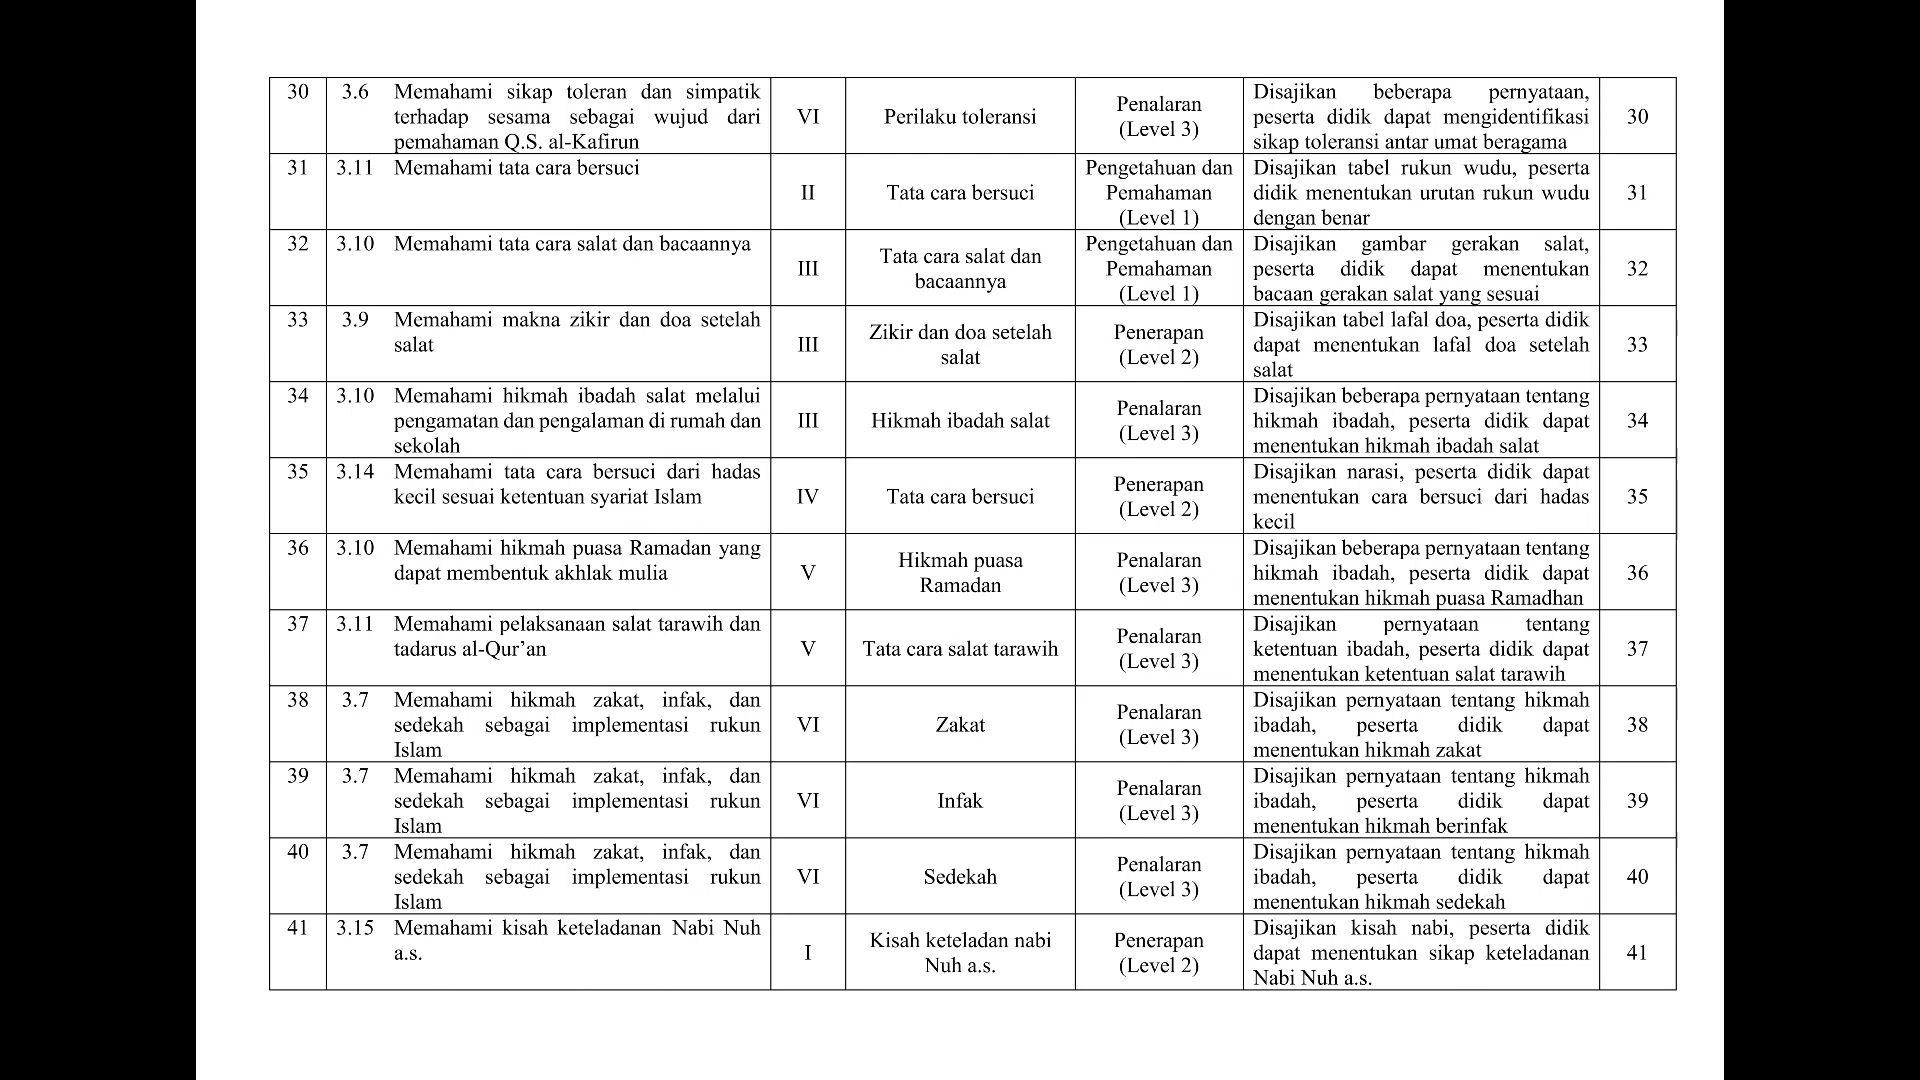 30 3.6 Memahami sikap toleran dan simpatik terhadap sesama sebagai wujud dari pemahaman Q.S. al-Kafirun VI Perilaku toleransi Penalaran (Level 3) Disajikan beberapa pernyataan, peserta didik dapat mengidentifikasi sikap toleransi antar umat beragama 30
31 3.11 Memahami tata cara bersuci II Tata cara bersuci Pengetahuan dan Pemahaman (Level 1) Disajikan tabel rukun wudu, peserta didik menentukan urutan rukun wudu dengan benar 31
32 3.10 Memahami tata cara salat dan bacaannya III Tata cara salat dan bacaannya Pengetahuan dan Pemahaman (Level 1) Disajikan gambar gerakan salat, peserta didik dapat menentukan bacaan gerakan salat yang sesuai 32
33 3.9 Memahami makna zikir dan doa setelah salat III Zikir dan doa setelah salat Penerapan (Level 2) Disajikan tabel lafal doa, peserta didik dapat menentukan lafal doa setelah salat 33
34 3.10 Memahami hikmah ibadah salat melalui pengamatan dan pengalaman di rumah dan sekolah III Hikmah ibadah salat Penalaran (Level 3) Disajikan beberapa pernyataan tentang hikmah ibadah, peserta didik dapat menentukan hikmah ibadah salat 34
35 3.14 Memahami tata cara bersuci dari hadas kecil sesuai ketentuan syariat Islam IV Tata cara bersuci Penerapan (Level 2) Disajikan narasi, peserta didik dapat menentukan cara bersuci dari hadas kecil 35
36 3.10 Memahami hikmah puasa Ramadan yang dapat membentuk akhlak mulia V Hikmah puasa Ramadan Penalaran (Level 3) Disajikan beberapa pernyataan tentang hikmah ibadah, peserta didik dapat menentukan hikmah puasa Ramadhan 36
37 3.11 Memahami pelaksanaan salat tarawih dan tadarus al-Qur’an V Tata cara salat tarawih Penalaran (Level 3) Disajikan pernyataan tentang ketentuan ibadah, peserta didik dapat menentukan ketentuan salat tarawih 37
38 3.7 Memahami hikmah zakat, infak, dan sedekah sebagai implementasi rukun Islam VI Zakat Penalaran (Level 3) Disajikan pernyataan tentang hikmah ibadah, peserta didik dapat menentukan hikmah zakat 38
39 3.7 Memahami hikmah zakat, infak, dan sedekah sebagai implementasi rukun Islam VI Infak Penalaran (Level 3) Disajikan pernyataan tentang hikmah ibadah, peserta didik dapat menentukan hikmah berinfak 39
40 3.7 Memahami hikmah zakat, infak, dan sedekah sebagai implementasi rukun Islam VI Sedekah Penalaran (Level 3) Disajikan pernyataan tentang hikmah ibadah, peserta didik dapat menentukan hikmah sedekah 40
41 3.15 Memahami kisah keteladanan Nabi Nuh a.s. I Kisah keteladan nabi Nuh a.s. Penerapan (Level 2) Disajikan kisah nabi, peserta didik dapat menentukan sikap keteladanan Nabi Nuh a.s. 41